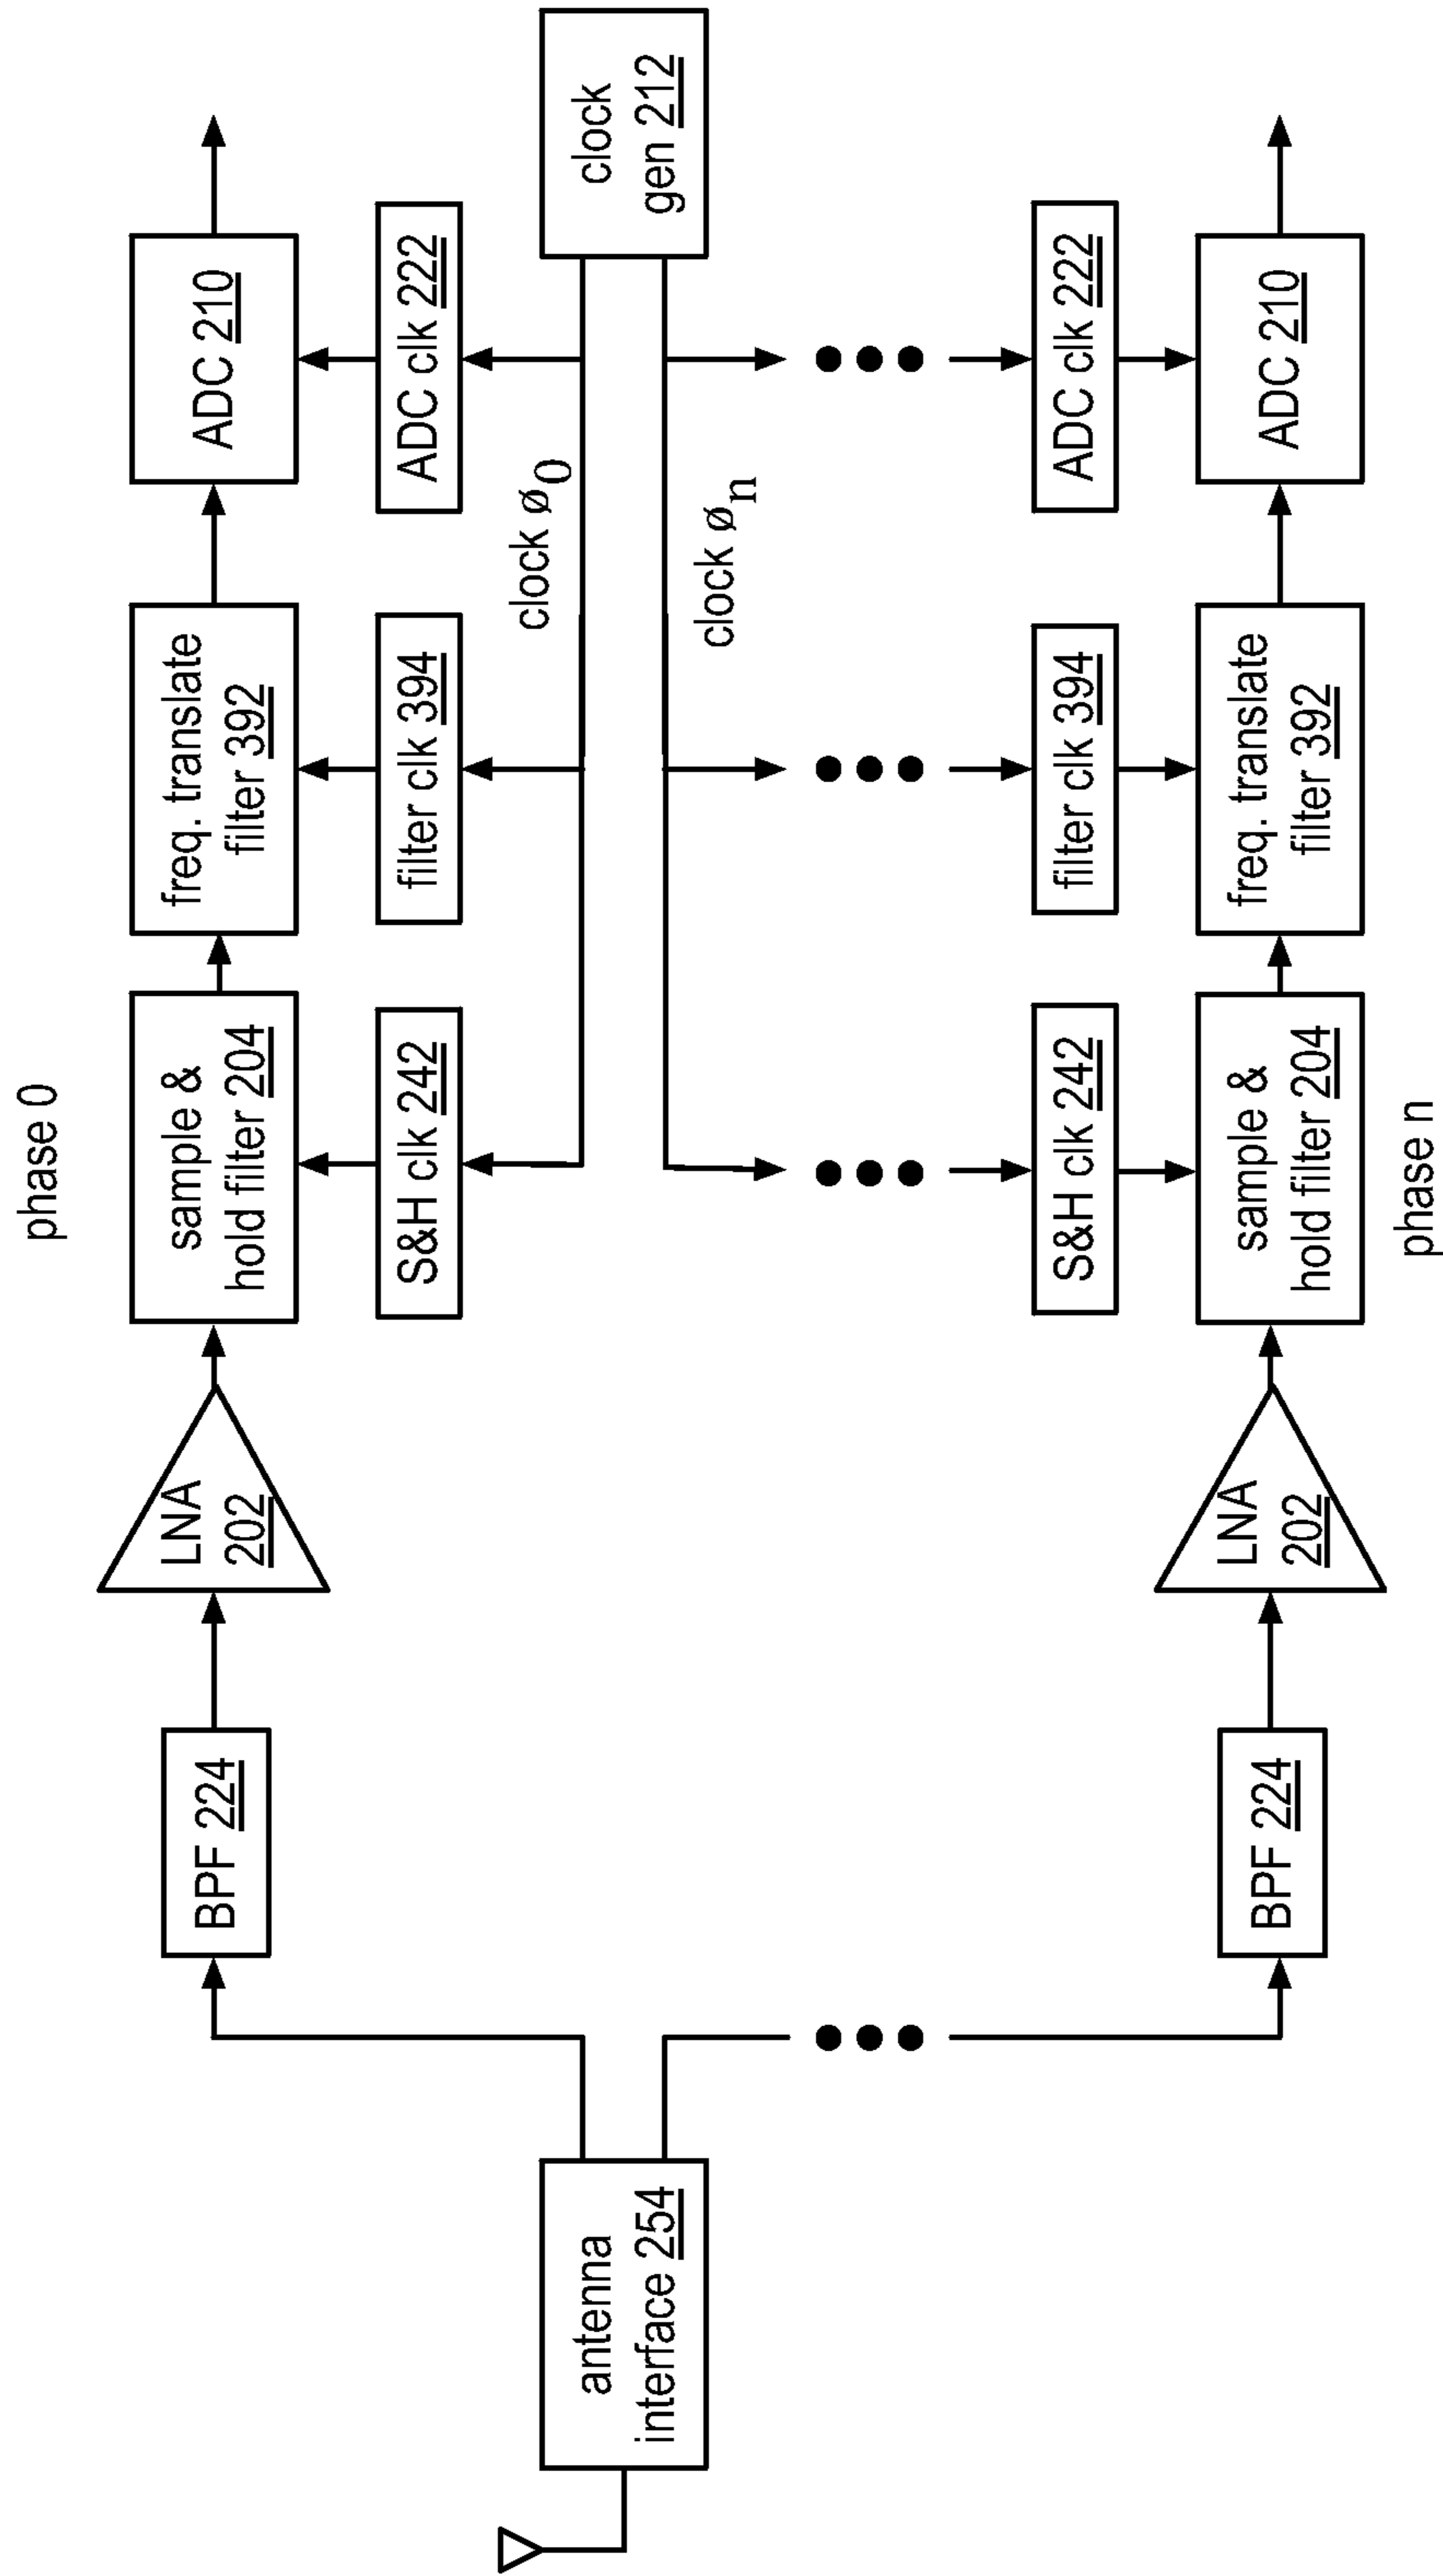 phase 0
BPF 224
LNA
202
sample &
hold filter 204
freq. translate
filter 392
ADC 210
S&H clk 242
filter clk 394
ADC clk 222
antenna
interface 254
clock ø0
clock øn
clock
gen 212
S&H clk 242
filter clk 394
ADC clk 222
BPF 224
LNA
202
sample &
hold filter 204
freq. translate
filter 392
ADC 210
phase n